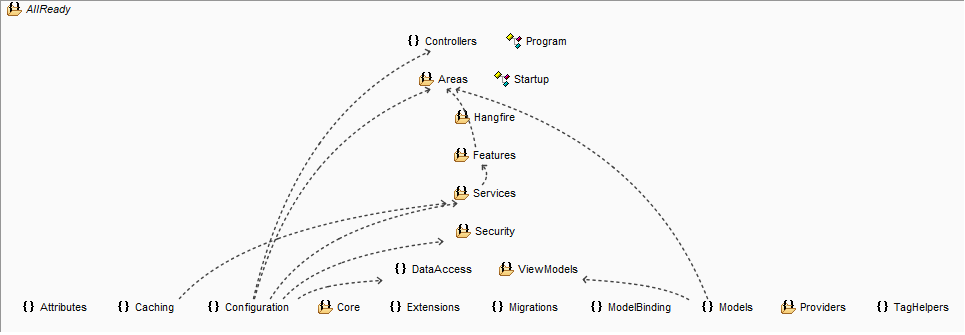 AllReady
{} Controllers Program
{} Areas Startup
{} Hangfire
{} Features
{} Services
{} Security
{} DataAccess {} ViewModels
{} Attributes {} Caching {} Configuration {} Core {} Extensions {} Migrations {} ModelBinding {} Models {} Providers {} TagHelpers